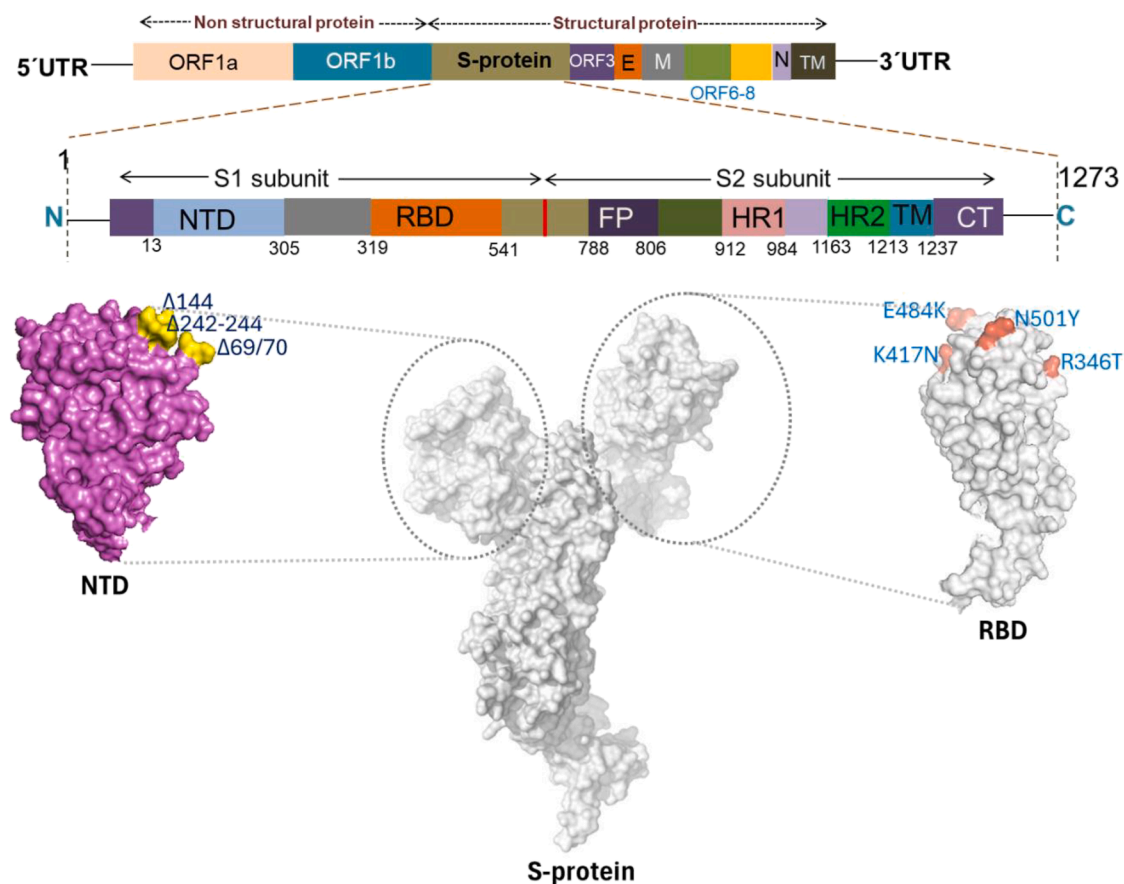 Non structural protein Structural protein
5´UTR ORF1a ORF1b S-protein ORF3 E M N TM 3´UTR
ORF6-8
1 1273
S1 subunit S2 subunit
N NTD RBD FP HR1 HR2 TM CT C
13 305 319 541 788 806 912 984 1163 1213 1237
Δ144
Δ242-244
Δ69/70
E484K N501Y
K417N R346T
NTD
RBD
S-protein